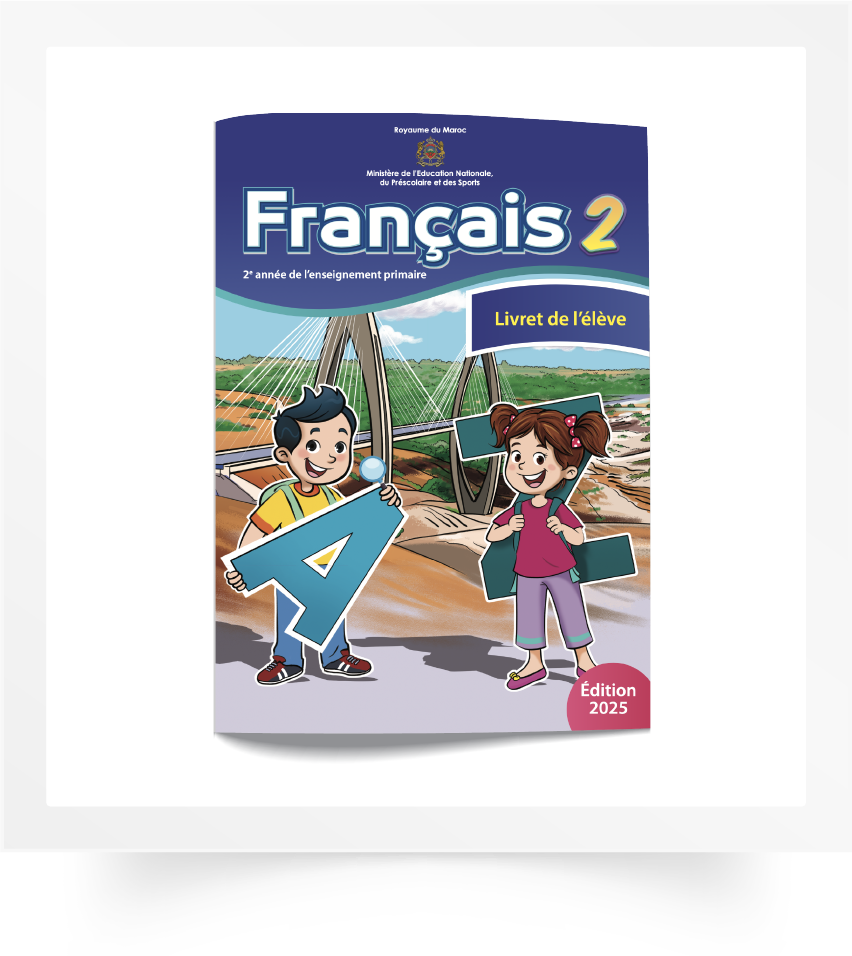 Royaume du Maroc
Ministère de l'Education Nationale,
du Préscolaire et des Sports
Français 2
2e année de l'enseignement primaire
Livret de l'élève
A
Z
Édition
2025